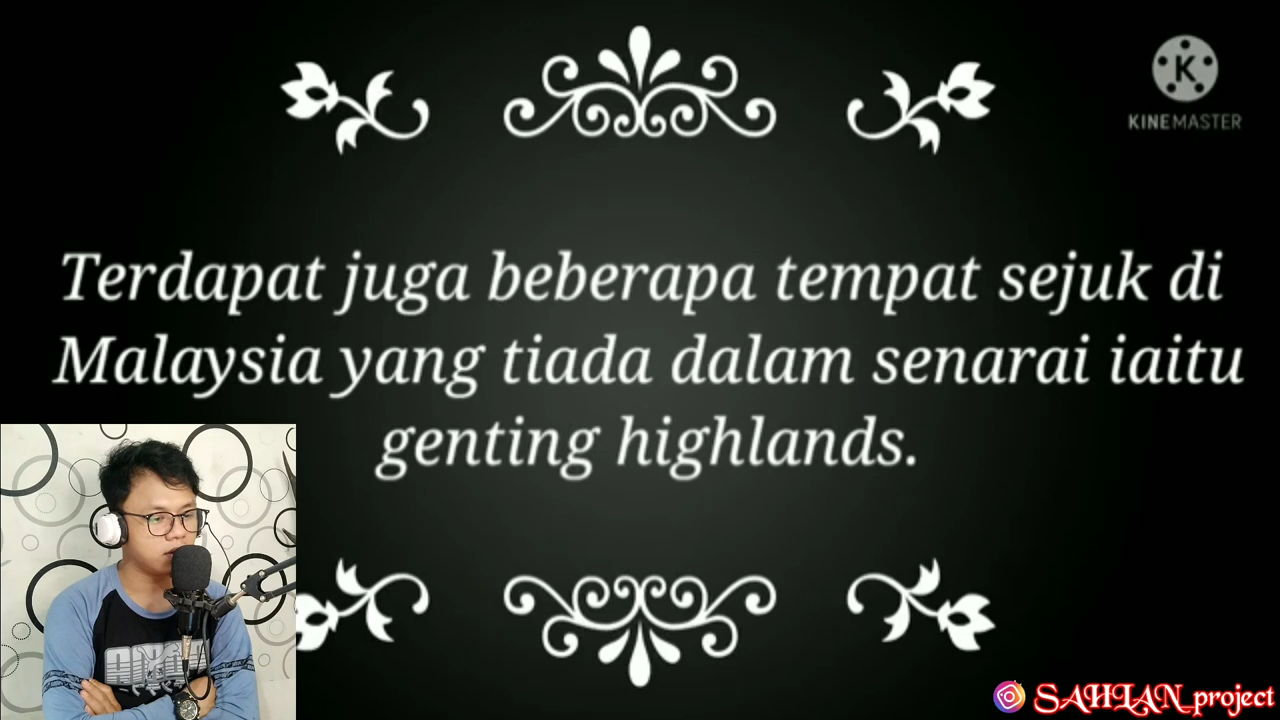 KINEMASTER
Terdapat juga beberapa tempat sejuk di
Malaysia yang tiada dalam senarai iaitu
genting highlands.
SAHLAN_project